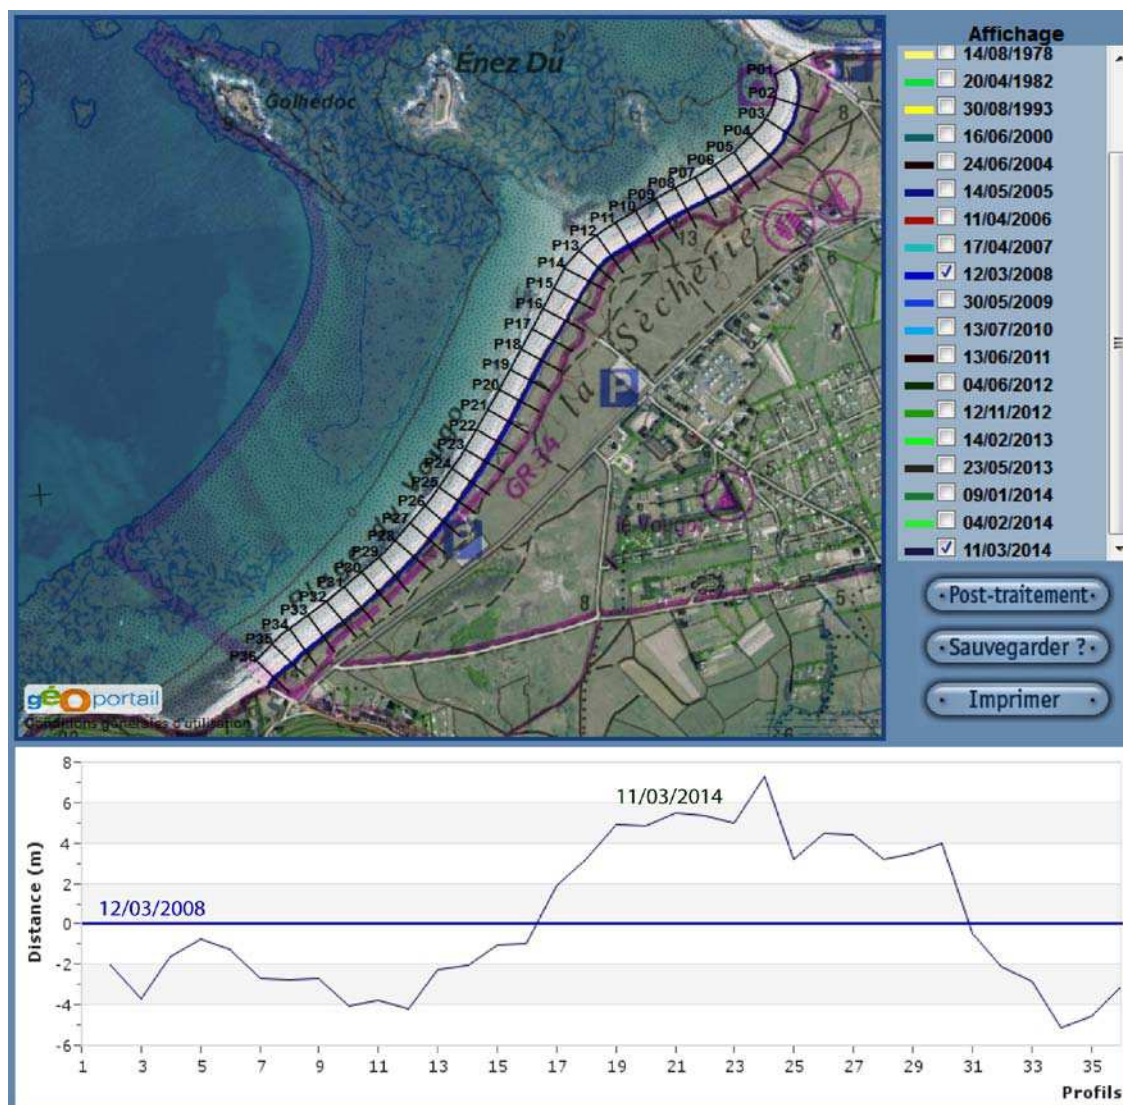 Énez Du
Golhedoc
P01
P02
P03
P04
P05
P06
P07
P08
P09
P10
P11
P12
P13
P14
P15
P16
P17
P18
P19
P20
P21
P22
P23
P24
P25
P26
P27
P28
P29
P30
P31
P32
P33
P34
P35
P36
8
13
6
la Sècherie
P
GR 34
le Vougo
5
8
5
géoportail
Conditions générales d'utilisation
Affichage
14/08/1978
20/04/1982
30/08/1993
16/06/2000
24/06/2004
14/05/2005
11/04/2006
17/04/2007
12/03/2008
30/05/2009
13/07/2010
13/06/2011
04/06/2012
12/11/2012
14/02/2013
23/05/2013
09/01/2014
04/02/2014
11/03/2014
Post-traitement
Sauvegarder ?
Imprimer
8
6
4
2
0
-2
-4
-6
Distance (m)
12/03/2008
11/03/2014
1 3 5 7 9 11 13 15 17 19 21 23 25 27 29 31 33 35
Profils